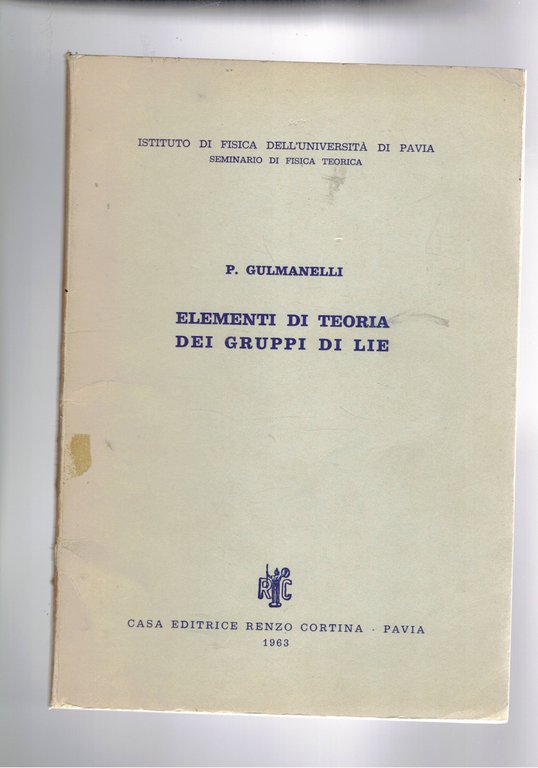 ISTITUTO DI FISICA DELL'UNIVERSITÀ DI PAVIA
SEMINARIO DI FISICA TEORICA
P. GULMANELLI
ELEMENTI DI TEORIA
DEI GRUPPI DI LIE
R C
CASA EDITRICE RENZO CORTINA - PAVIA
1963